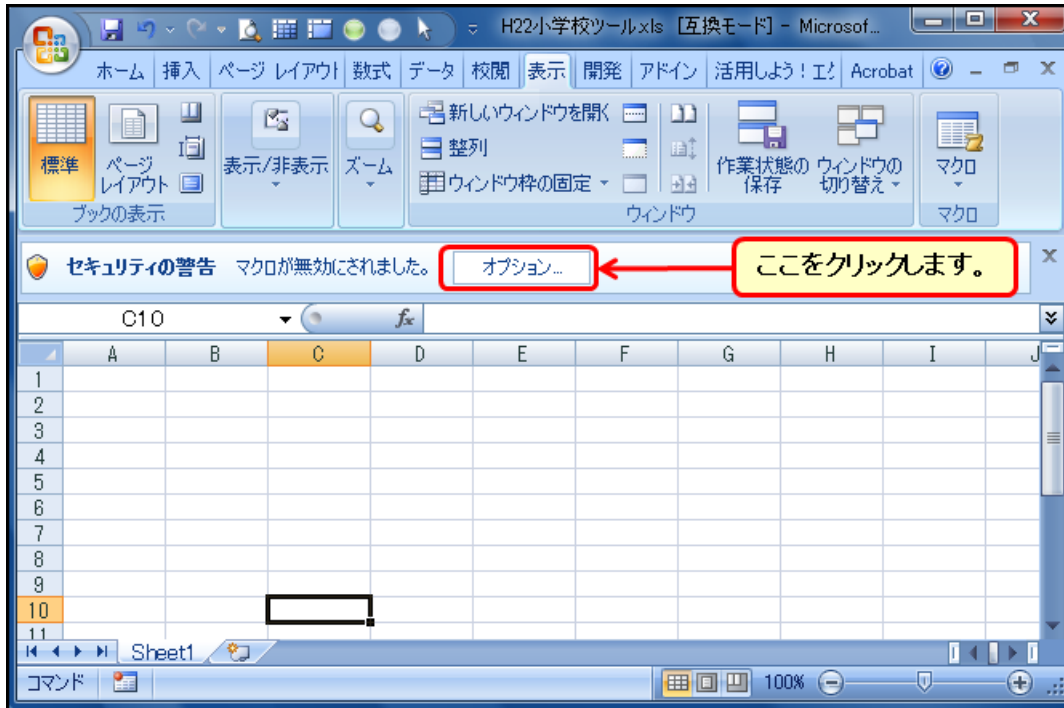 H22小学校ツール.xls [互換モード] - Microsof...
ホーム 挿入 ページ レイアウト 数式 データ 校閲 表示 開発 アドイン 活用しよう！エク Acrobat
標準
ページ レイアウト
表示/非表示
ズーム
新しいウィンドウを開く
整列
ウィンドウ枠の固定
作業状態の保存
ウィンドウの切り替え
マクロ
ブックの表示
ウィンドウ
マクロ
セキュリティの警告 マクロが無効にされました。 オプション... ここをクリックします。
C10 fx
A B C D E F G H I J
1
2
3
4
5
6
7
8
9
10
11
Sheet1
コマンド 100%